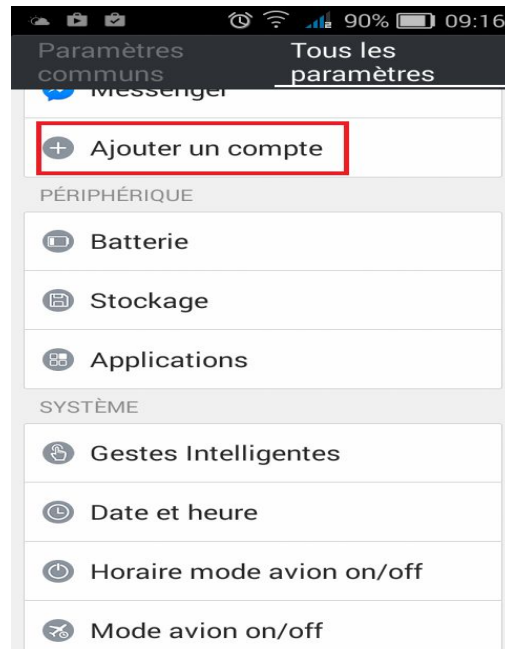 90% 09:16
Paramètres communs
Tous les paramètres
Messenger
Ajouter un compte
PÉRIPHÉRIQUE
Batterie
Stockage
Applications
SYSTÈME
Gestes Intelligentes
Date et heure
Horaire mode avion on/off
Mode avion on/off